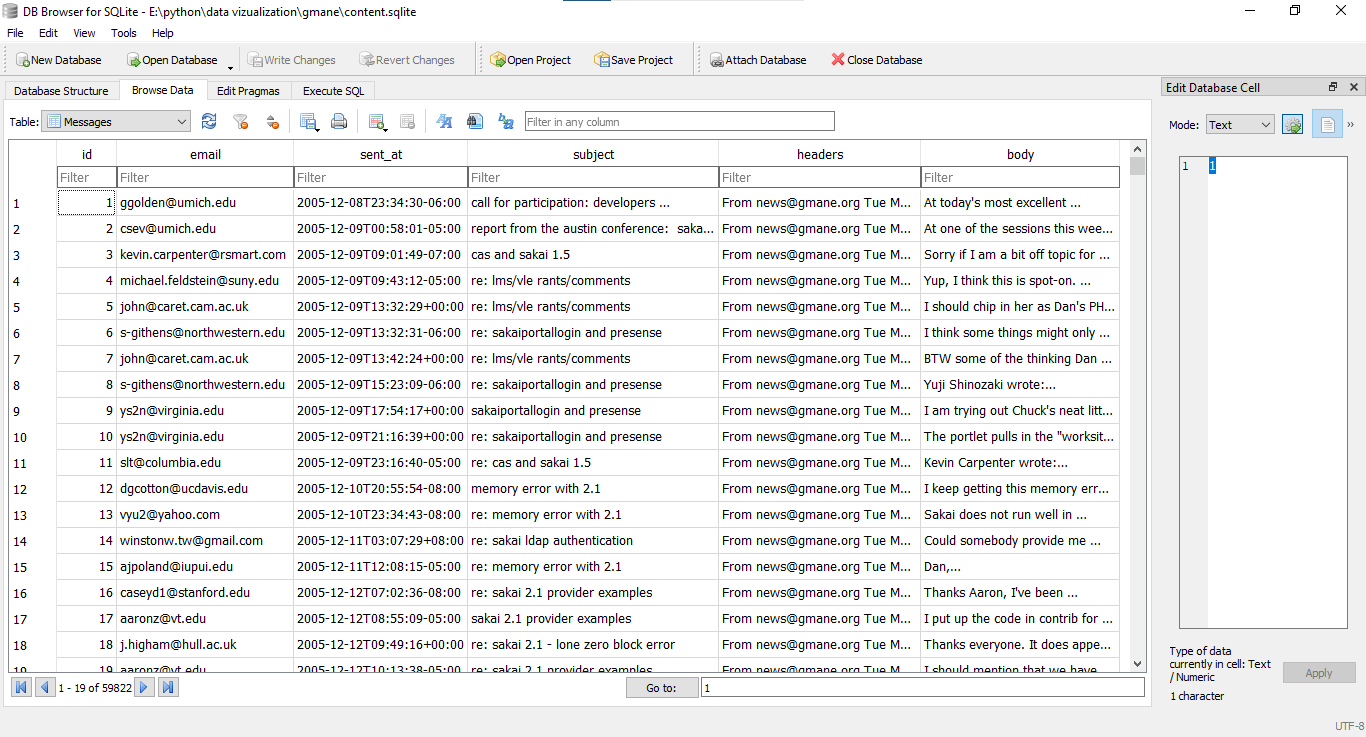 DB Browser for SQLite - E:\python\data vizualization\gmane\content.sqlite
File Edit View Tools Help
New Database Open Database Write Changes Revert Changes Open Project Save Project Attach Database Close Database
Database Structure Browse Data Edit Pragmas Execute SQL
Edit Database Cell
Table: Messages Filter in any column
Mode: Text »
id email sent_at subject headers body
Filter Filter Filter Filter Filter Filter
1 1
1 1 ggolden@umich.edu 2005-12-08T23:34:30-06:00 call for participation: developers ... From news@gmane.org Tue M... At today's most excellent ...
2 2 csev@umich.edu 2005-12-09T00:58:01-05:00 report from the austin conference: saka... From news@gmane.org Tue M... At one of the sessions this wee...
3 3 kevin.carpenter@rsmart.com 2005-12-09T09:01:49-07:00 cas and sakai 1.5 From news@gmane.org Tue M... Sorry if I am a bit off topic for ...
4 4 michael.feldstein@suny.edu 2005-12-09T09:43:12-05:00 re: lms/vle rants/comments From news@gmane.org Tue M... Yup, I think this is spot-on. ...
5 5 john@caret.cam.ac.uk 2005-12-09T13:32:29+00:00 re: lms/vle rants/comments From news@gmane.org Tue M... I should chip in her as Dan's PH...
6 6 s-githens@northwestern.edu 2005-12-09T13:32:31-06:00 re: sakaiportallogin and presense From news@gmane.org Tue M... I think some things might only ...
7 7 john@caret.cam.ac.uk 2005-12-09T13:42:24+00:00 re: lms/vle rants/comments From news@gmane.org Tue M... BTW some of the thinking Dan ...
8 8 s-githens@northwestern.edu 2005-12-09T15:23:09-06:00 re: sakaiportallogin and presense From news@gmane.org Tue M... Yuji Shinozaki wrote:...
9 9 ys2n@virginia.edu 2005-12-09T17:54:17+00:00 sakaiportallogin and presense From news@gmane.org Tue M... I am trying out Chuck's neat litt...
10 10 ys2n@virginia.edu 2005-12-09T21:16:39+00:00 re: sakaiportallogin and presense From news@gmane.org Tue M... The portlet pulls in the "worksit...
11 11 slt@columbia.edu 2005-12-09T23:16:40-05:00 re: cas and sakai 1.5 From news@gmane.org Tue M... Kevin Carpenter wrote:...
12 12 dgcotton@ucdavis.edu 2005-12-10T20:55:54-08:00 memory error with 2.1 From news@gmane.org Tue M... I keep getting this memory err...
13 13 vyu2@yahoo.com 2005-12-10T23:34:43-08:00 re: memory error with 2.1 From news@gmane.org Tue M... Sakai does not run well in ...
14 14 winstonw.tw@gmail.com 2005-12-11T03:07:29+08:00 re: sakai ldap authentication From news@gmane.org Tue M... Could somebody provide me ...
15 15 ajpoland@iupui.edu 2005-12-11T12:08:15-05:00 re: memory error with 2.1 From news@gmane.org Tue M... Dan,...
16 16 caseyd1@stanford.edu 2005-12-12T07:02:36-08:00 re: sakai 2.1 provider examples From news@gmane.org Tue M... Thanks Aaron, I've been ...
17 17 aaronz@vt.edu 2005-12-12T08:55:09-05:00 sakai 2.1 provider examples From news@gmane.org Tue M... I put up the code in contrib for ...
18 18 j.higham@hull.ac.uk 2005-12-12T09:49:16+00:00 re: sakai 2.1 - lone zero block error From news@gmane.org Tue M... Thanks everyone. It does appe...
19 19 aaronz@vt.edu 2005-12-12T10:13:38-05:00 re: sakai 2.1 provider examples From news@gmane.org Tue M... I should mention that we have
1 - 19 of 59822 Go to: 1
Type of data
currently in cell: Text
/ Numeric
Apply
1 character
UTF-8